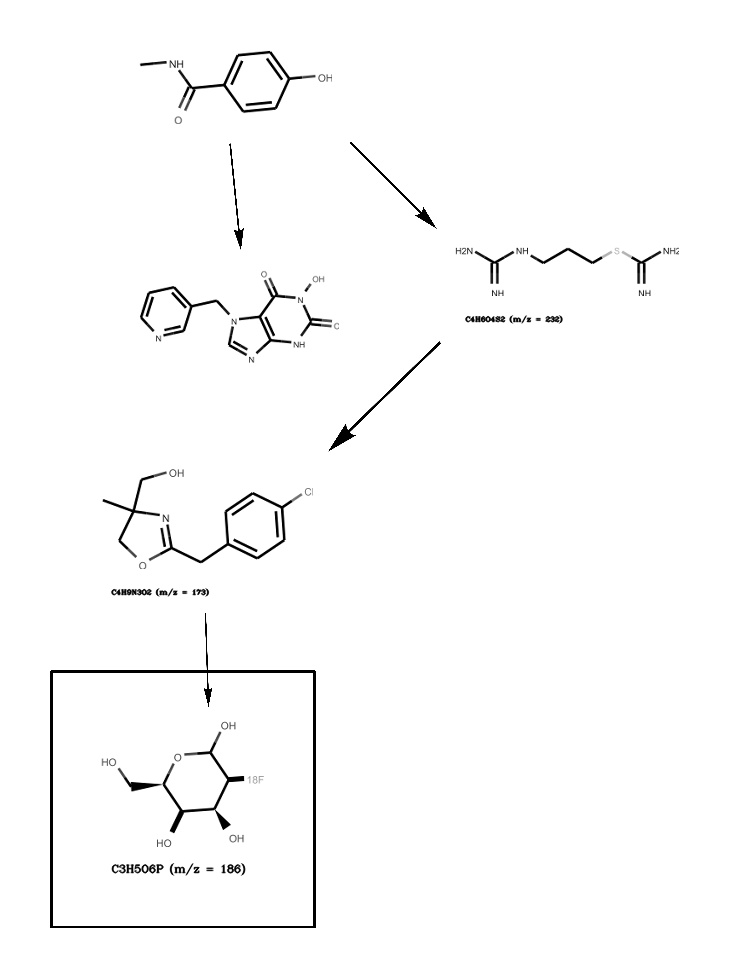 NH
OH
O
H2N
NH
S
NH2
NH
NH
C4H6O4S2 (m/z = 232)
O
OH
N
N
C
N
N
NH
OH
N
O
Cl
C4H9N3O2 (m/z = 173)
OH
O
HO
18F
HO
OH
C3H5O6P (m/z = 186)